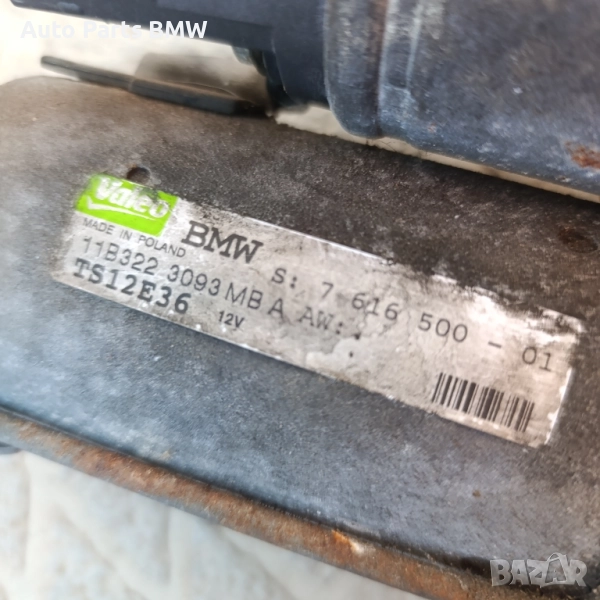 Auto Parts BMW
Valeo
MADE IN POLAND
BMW
S: 7 616 500 - 01
11B322 3093 MB A AW:
TS12E36
12V
BAZAR